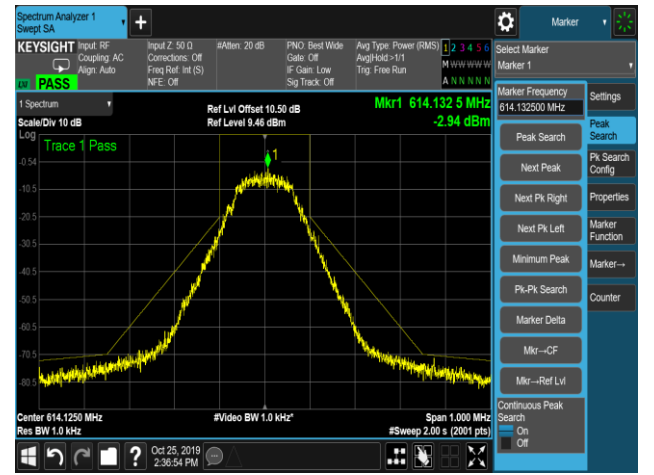 Spectrum Analyzer 1
Swept SA
Marker
KEYSIGHT
Input: RF
Coupling: AC
Align: Auto
Input Z: 50 Ω
Corrections: Off
Freq Ref: Int (S)
NFE: Off
#Atten: 20 dB
PNO: Best Wide
Gate: Off
IF Gain: Low
Sig Track: Off
Avg Type: Power (RMS)
Avg|Hold:>1/1
Trig: Free Run
1 2 3 4 5 6
M W W W W W
A N N N N N
PASS
Select Marker
Marker 1
1 Spectrum
Scale/Div 10 dB
Ref Lvl Offset 10.50 dB
Ref Level 9.46 dBm
Mkr1 614.132 5 MHz
-2.94 dBm
Log
Trace 1 Pass
1
-0.54
-10.5
-20.5
-30.5
-40.5
-50.5
-60.5
-70.5
-80.5
Center 614.1250 MHz
Res BW 1.0 kHz
#Video BW 1.0 kHz*
Span 1.000 MHz
#Sweep 2.00 s (2001 pts)
Marker Frequency
614.132500 MHz
Peak Search
Next Peak
Next Pk Right
Next Pk Left
Minimum Peak
Pk-Pk Search
Marker Delta
Mkr→CF
Mkr→Ref Lvl
Continuous Peak
Search
On
Off
Settings
Peak
Search
Pk Search
Config
Properties
Marker
Function
Marker→
Counter
?
Oct 25, 2019
2:36:54 PM